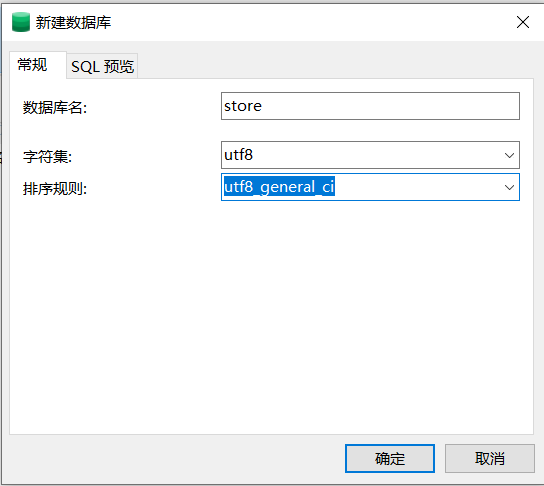 新建数据库
常规
SQL 预览
数据库名:
store
字符集:
utf8
排序规则:
utf8_general_ci
确定
取消